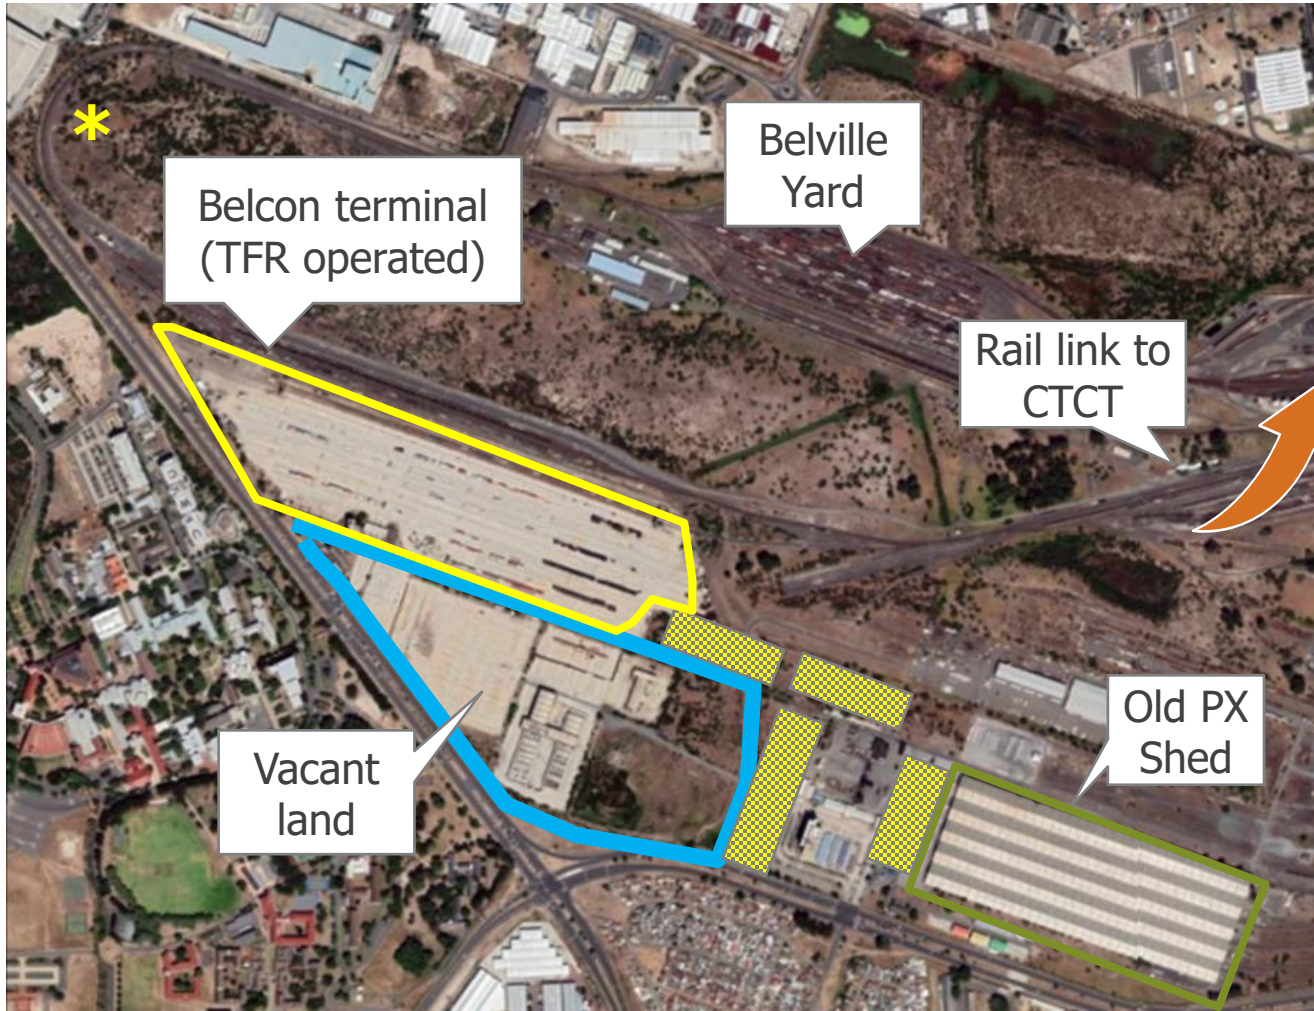 Belville
Yard
Belcon terminal
(TFR operated)
Rail link to
CTCT
Old PX
Shed
Vacant
land